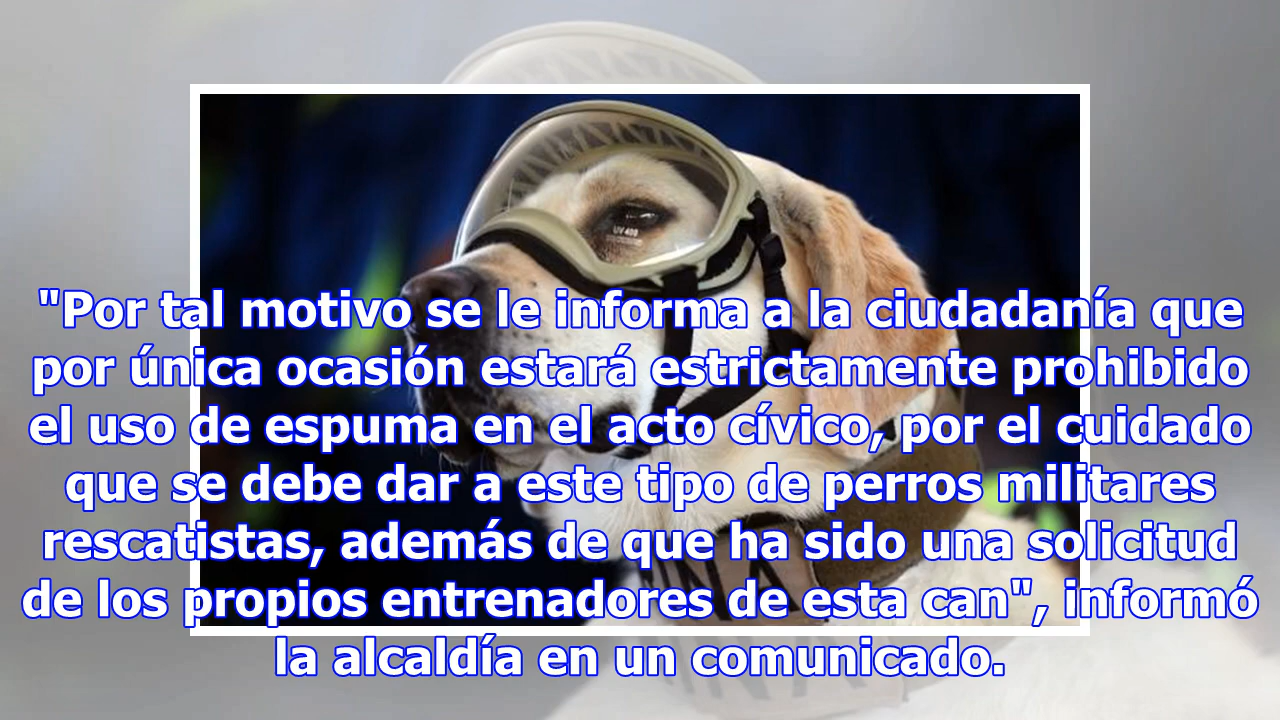 UV 400
"Por tal motivo se le informa a la ciudadanía que
por única ocasión estará estrictamente prohibido
el uso de espuma en el acto cívico, por el cuidado
que se debe dar a este tipo de perros militares
rescatistas, además de que ha sido una solicitud
de los propios entrenadores de esta can", informó
la alcaldía en un comunicado.